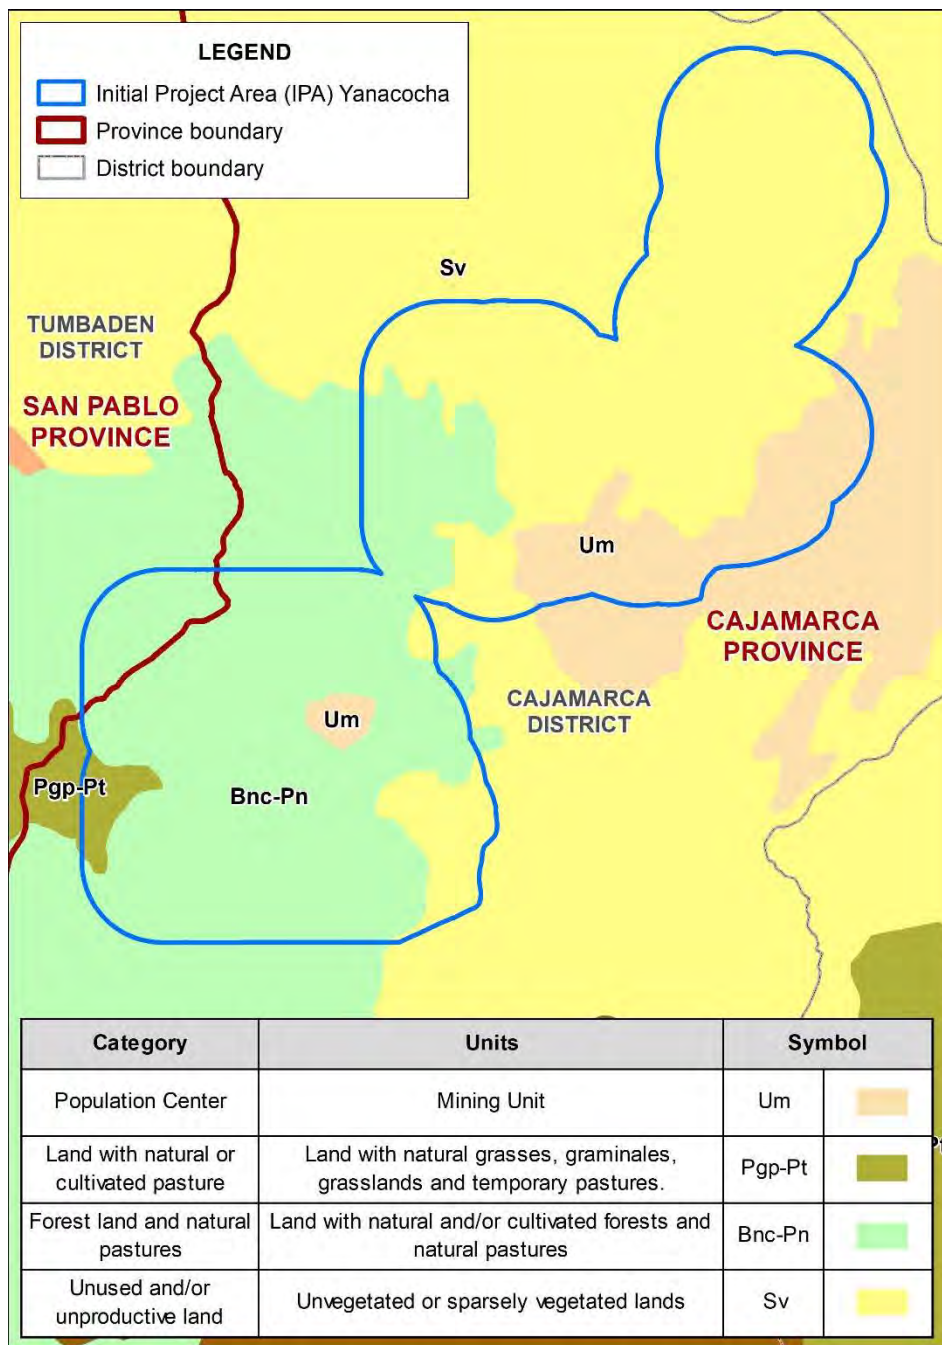 LEGEND
Initial Project Area (IPA) Yanacocha
Province boundary
District boundary
Sv
TUMBADEN
DISTRICT
SAN PABLO
PROVINCE
Um
CAJAMARCA
PROVINCE
CAJAMARCA
DISTRICT
Um
Pgp-Pt
Bnc-Pn
Category Units Symbol
Population Center Mining Unit Um
Land with natural or
cultivated pasture
Land with natural grasses, graminales,
grasslands and temporary pastures.
Pgp-Pt
Forest land and natural
pastures
Land with natural and/or cultivated forests and
natural pastures
Bnc-Pn
Unused and/or
unproductive land
Unvegetated or sparsely vegetated lands
Sv